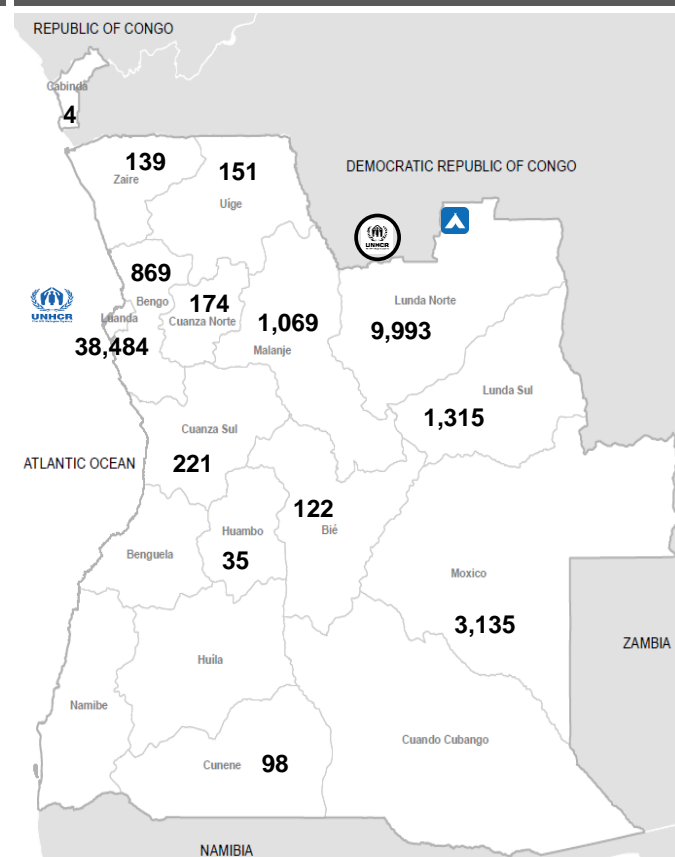 REPUBLIC OF CONGO
Cabinda
4
139
Zaire
151
Uíge
DEMOCRATIC REPUBLIC OF CONGO
UNHCR
869
Bengo
174
Cuanza Norte
UNHCR
Luanda
38,484
1,069
Malanje
Lunda Norte
9,993
Lunda Sul
1,315
Cuanza Sul
221
ATLANTIC OCEAN
122
Bié
Huambo
35
Benguela
Moxico
3,135
ZAMBIA
Huíla
Namibe
Cuando Cubango
Cunene 98
NAMIBIA